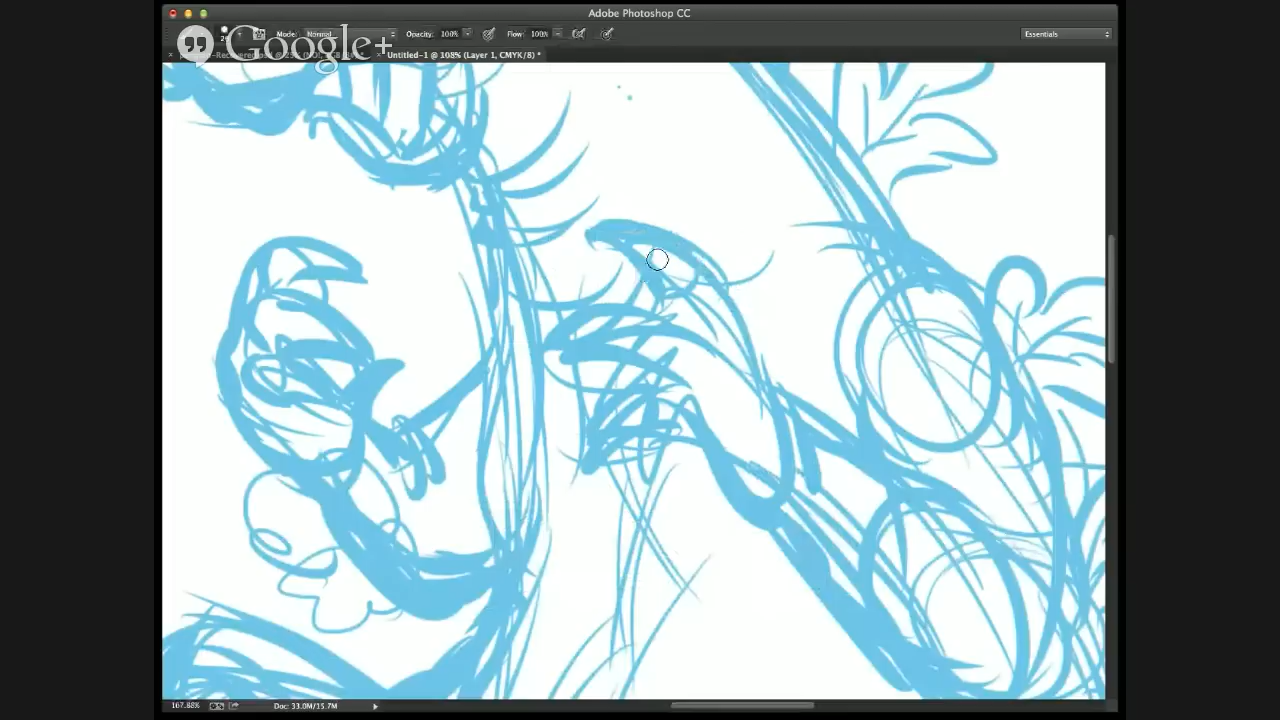 Adobe Photoshop CC
Google+
Mode: Normal Opacity: 100% Flow: 100% Essentials
Untitled-1 @ 108% (Layer 1, CMYK/8) *
167.88% Doc: 33.0M/15.7M